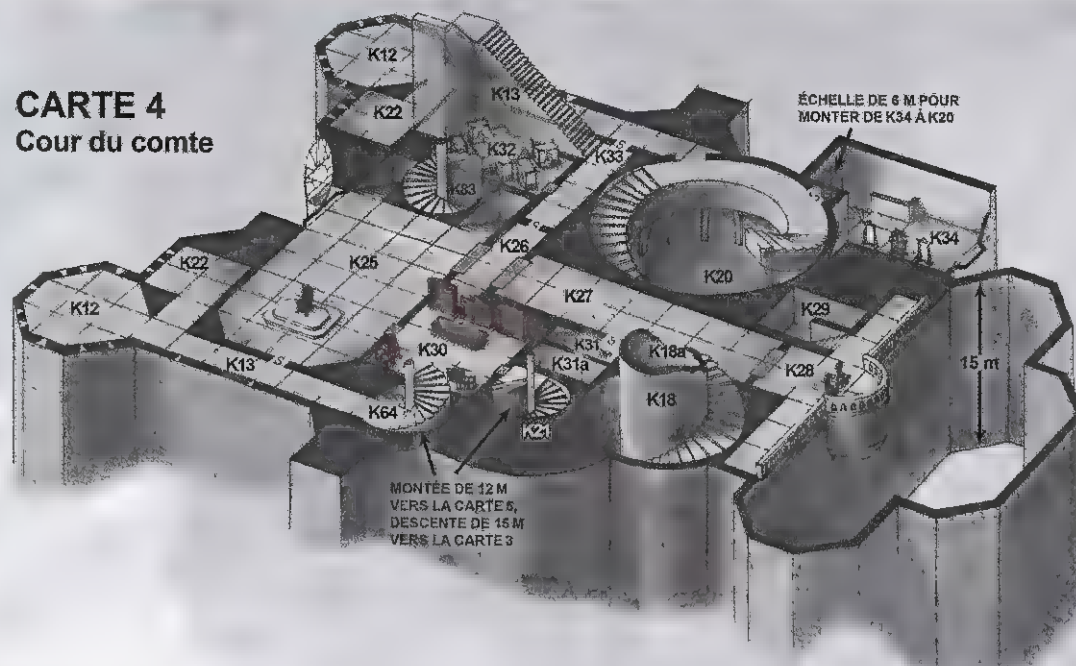 CARTE 4
Cour du comte
K12
K22
K13
K32
K83
K33
ÉCHELLE DE 6 M POUR
MONTER DE K34 À K20
K34
K26
K25
K22
K12
K20
K27
K29
K13
K30
K31
K31a
K18a
K18
K28
15 m
K64
K21
S
S
S
MONTÉE DE 12 M
VERS LA CARTE 5,
DESCENTE DE 15 M
VERS LA CARTE 3